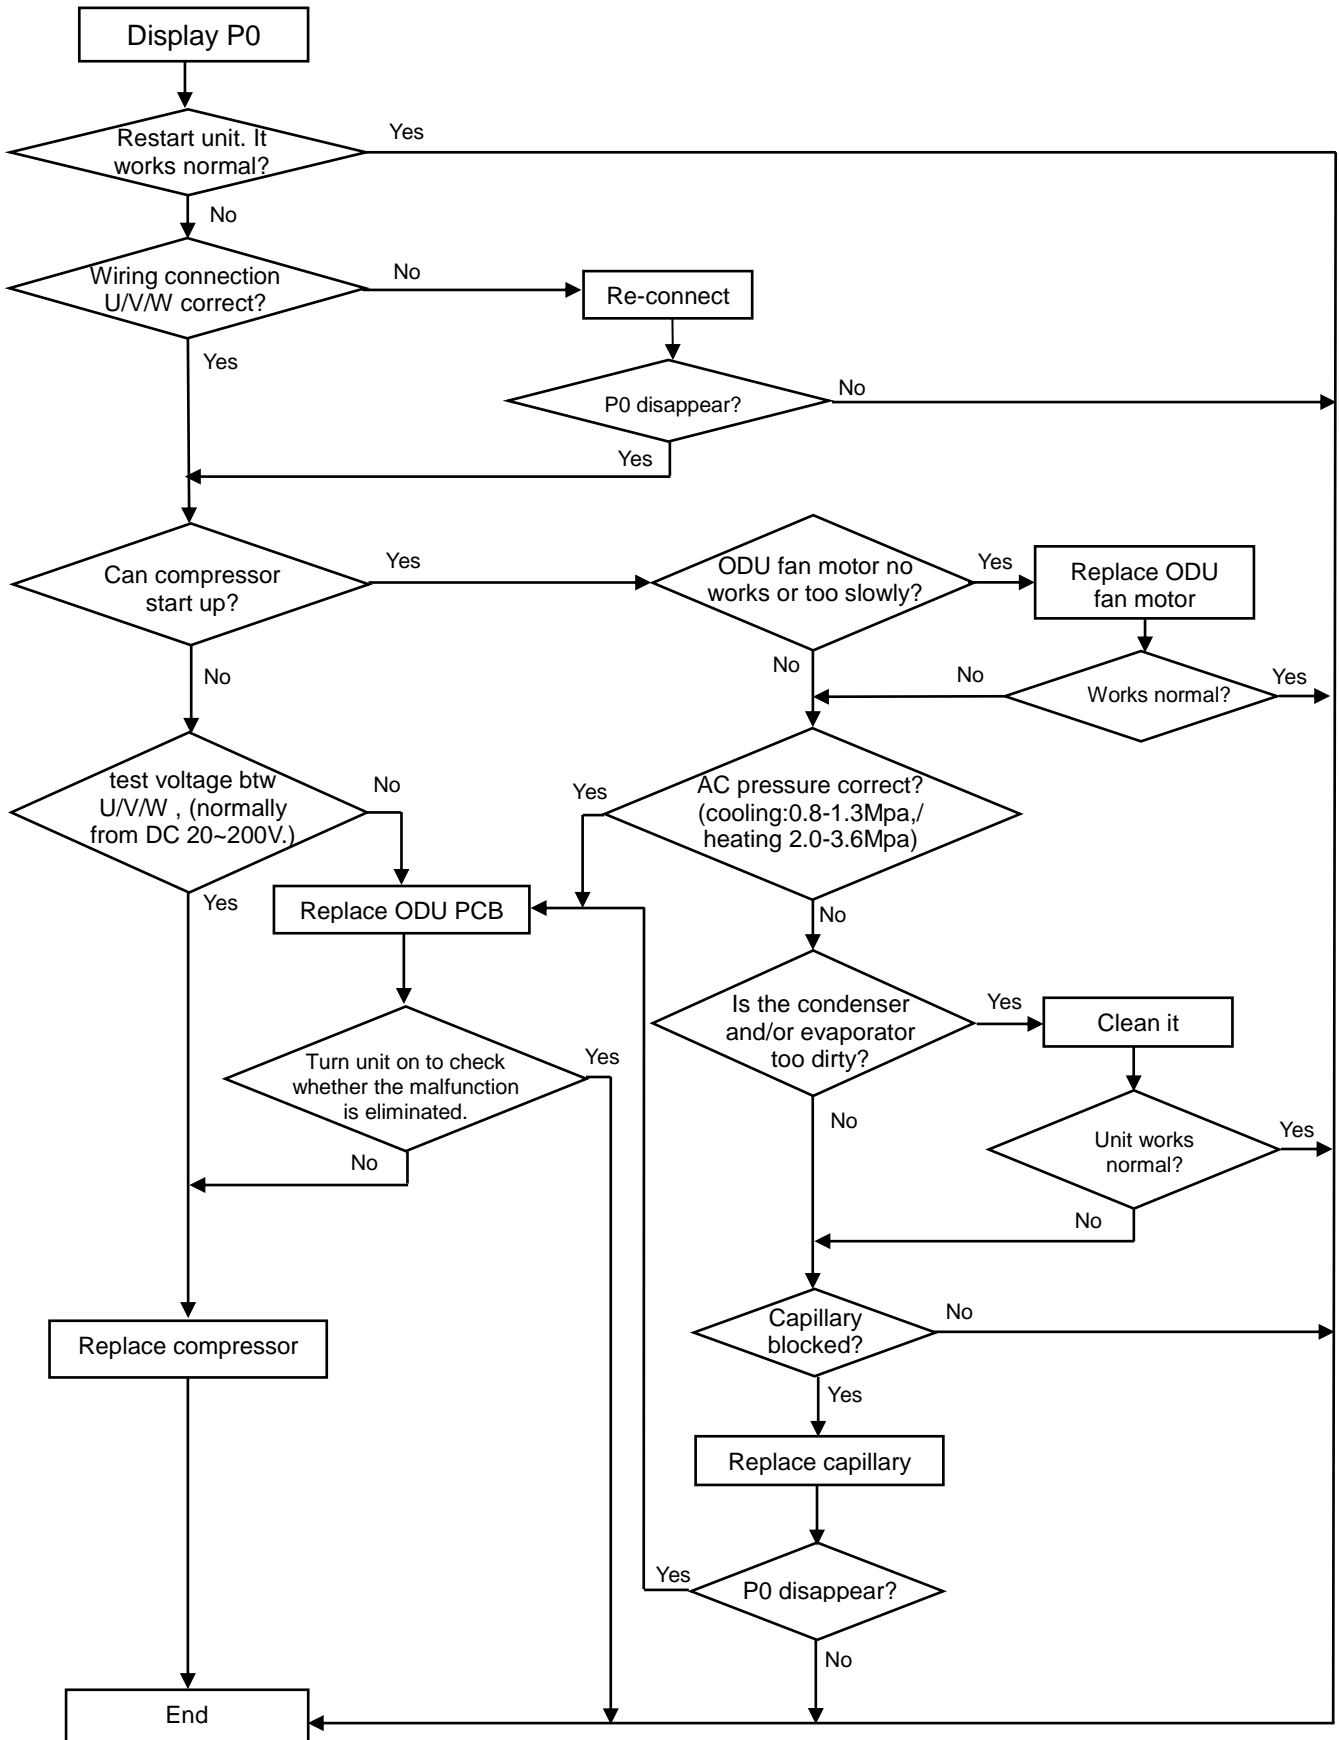 Display P0
Restart unit. It
works normal?
Yes
No
Wiring connection
U/V/W correct?
No
Re-connect
Yes
P0 disappear?
No
Yes
Can compressor
start up?
Yes
ODU fan motor no
works or too slowly?
Yes
Replace ODU
fan motor
No
No
Works normal?
Yes
No
test voltage btw
U/V/W , (normally
from DC 20~200V.)
No
Yes
AC pressure correct?
(cooling:0.8-1.3Mpa,/
heating 2.0-3.6Mpa)
Yes
Replace ODU PCB
No
Is the condenser
and/or evaporator
too dirty?
Yes
Clean it
Turn unit on to check
whether the malfunction
is eliminated.
Yes
No
No
Unit works
normal?
Yes
No
Capillary
blocked?
No
Replace compressor
Yes
Replace capillary
Yes
P0 disappear?
No
End